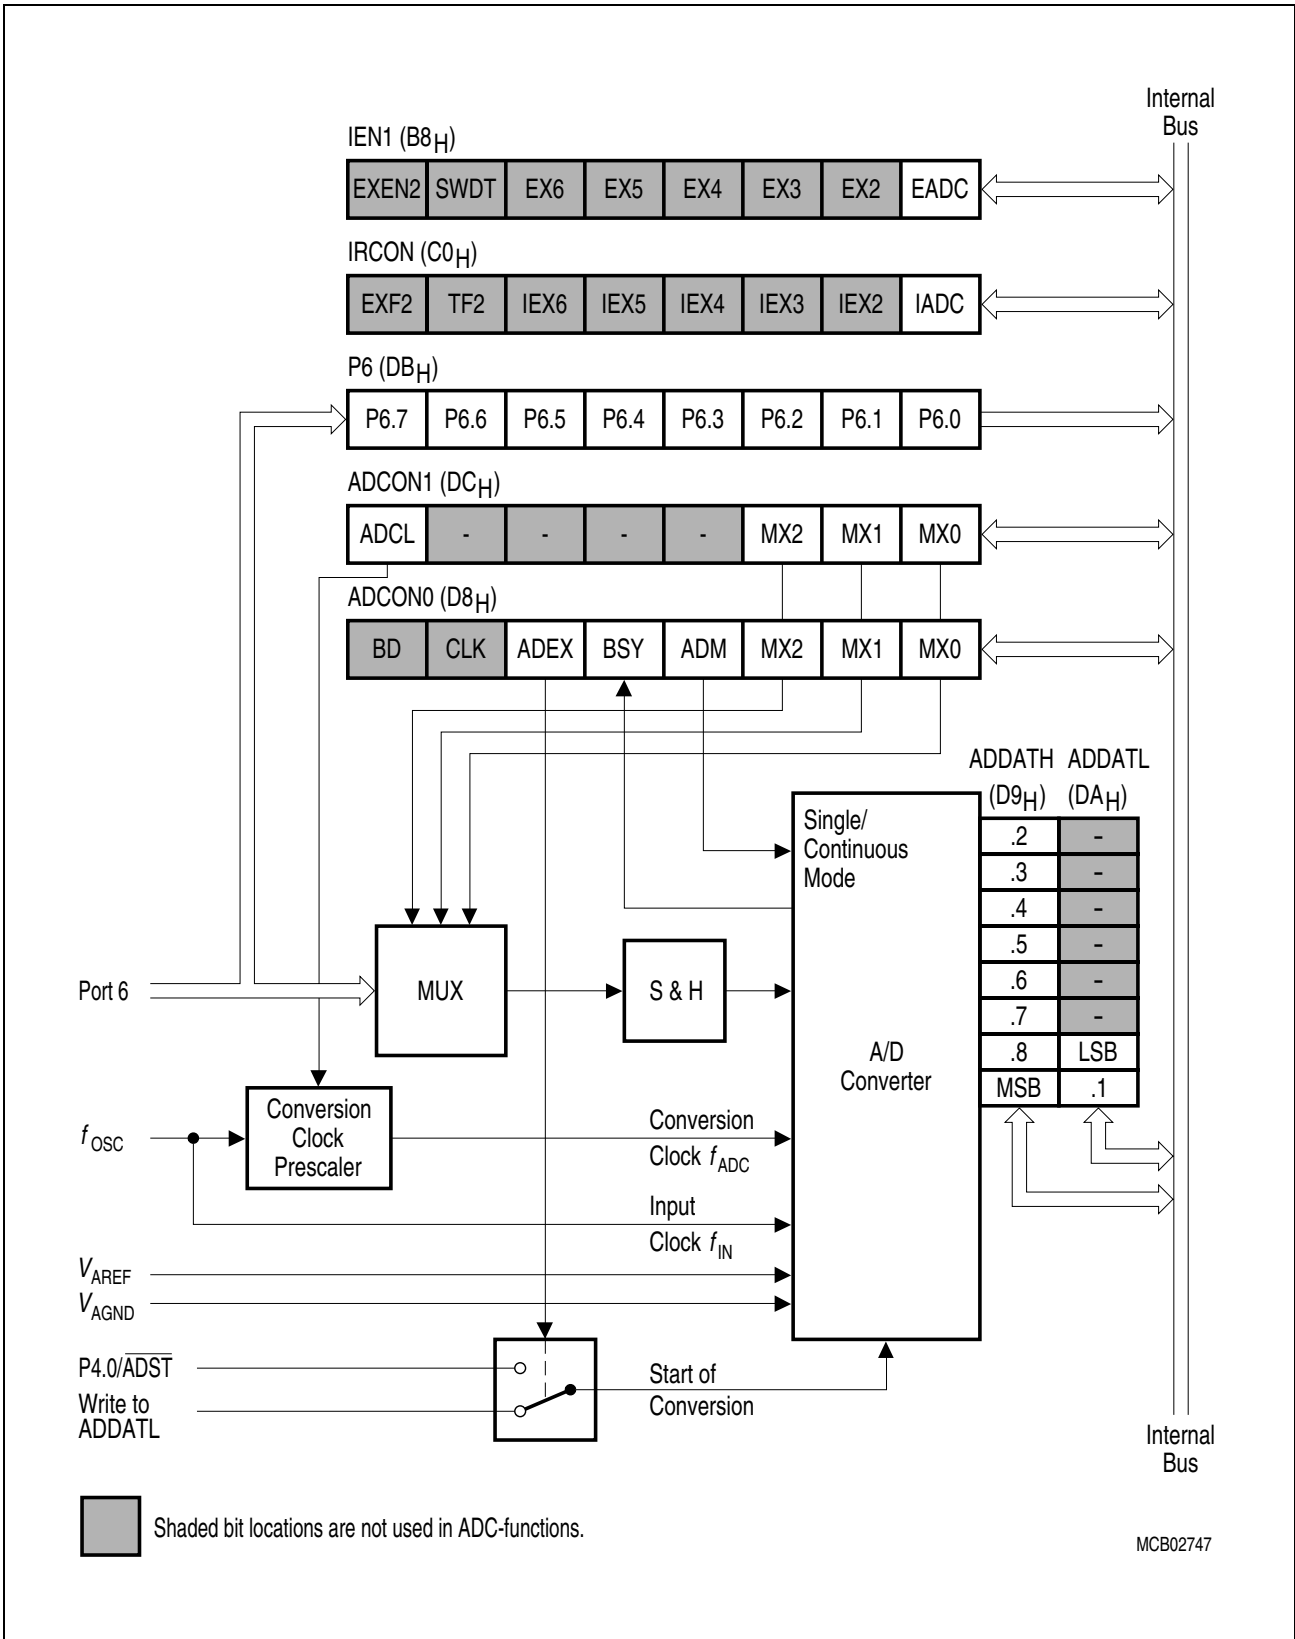 Internal
Bus
IEN1 (B8H)
EXEN2 SWDT EX6 EX5 EX4 EX3 EX2 EADC
IRCON (C0H)
EXF2 TF2 IEX6 IEX5 IEX4 IEX3 IEX2 IADC
P6 (DBH)
P6.7 P6.6 P6.5 P6.4 P6.3 P6.2 P6.1 P6.0
ADCON1 (DCH)
ADCL - - - - MX2 MX1 MX0
ADCON0 (D8H)
BD CLK ADEX BSY ADM MX2 MX1 MX0
ADDATH ADDATL
(D9H) (DAH)
Single/
Continuous
Mode
.2 -
.3 -
.4 -
.5 -
.6 -
.7 -
.8 LSB
MSB .1
Port 6
MUX
S & H
A/D
Converter
fOSC
Conversion
Clock
Prescaler
Conversion
Clock fADC
Input
Clock fIN
VAREF
VAGND
P4.0/A̅D̅S̅T̅
Write to
ADDATL
Start of
Conversion
Internal
Bus
Shaded bit locations are not used in ADC-functions.
MCB02747